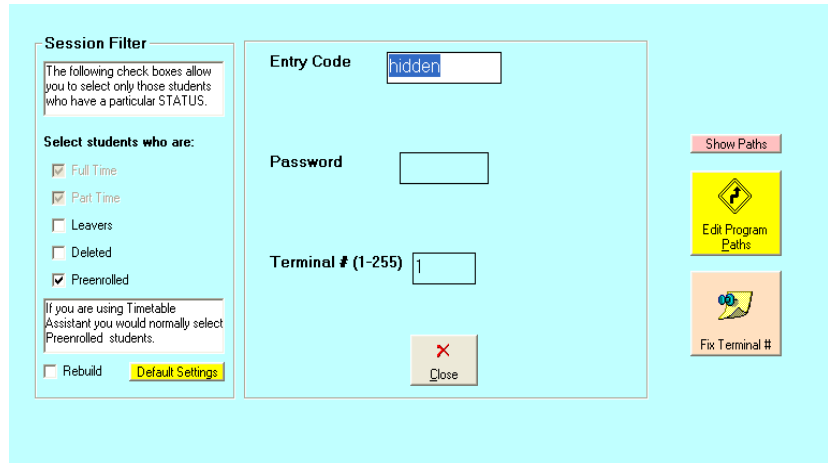 Session Filter
The following check boxes allow
you to select only those students
who have a particular STATUS.
Select students who are:
Full Time
Part Time
Leavers
Deleted
Preenrolled
If you are using Timetable
Assistant you would normally select
Preenrolled students.
Rebuild
Default Settings
Entry Code
hidden
Password
Terminal # (1-255)
1
Close
Show Paths
Edit Program
Paths
Fix Terminal #